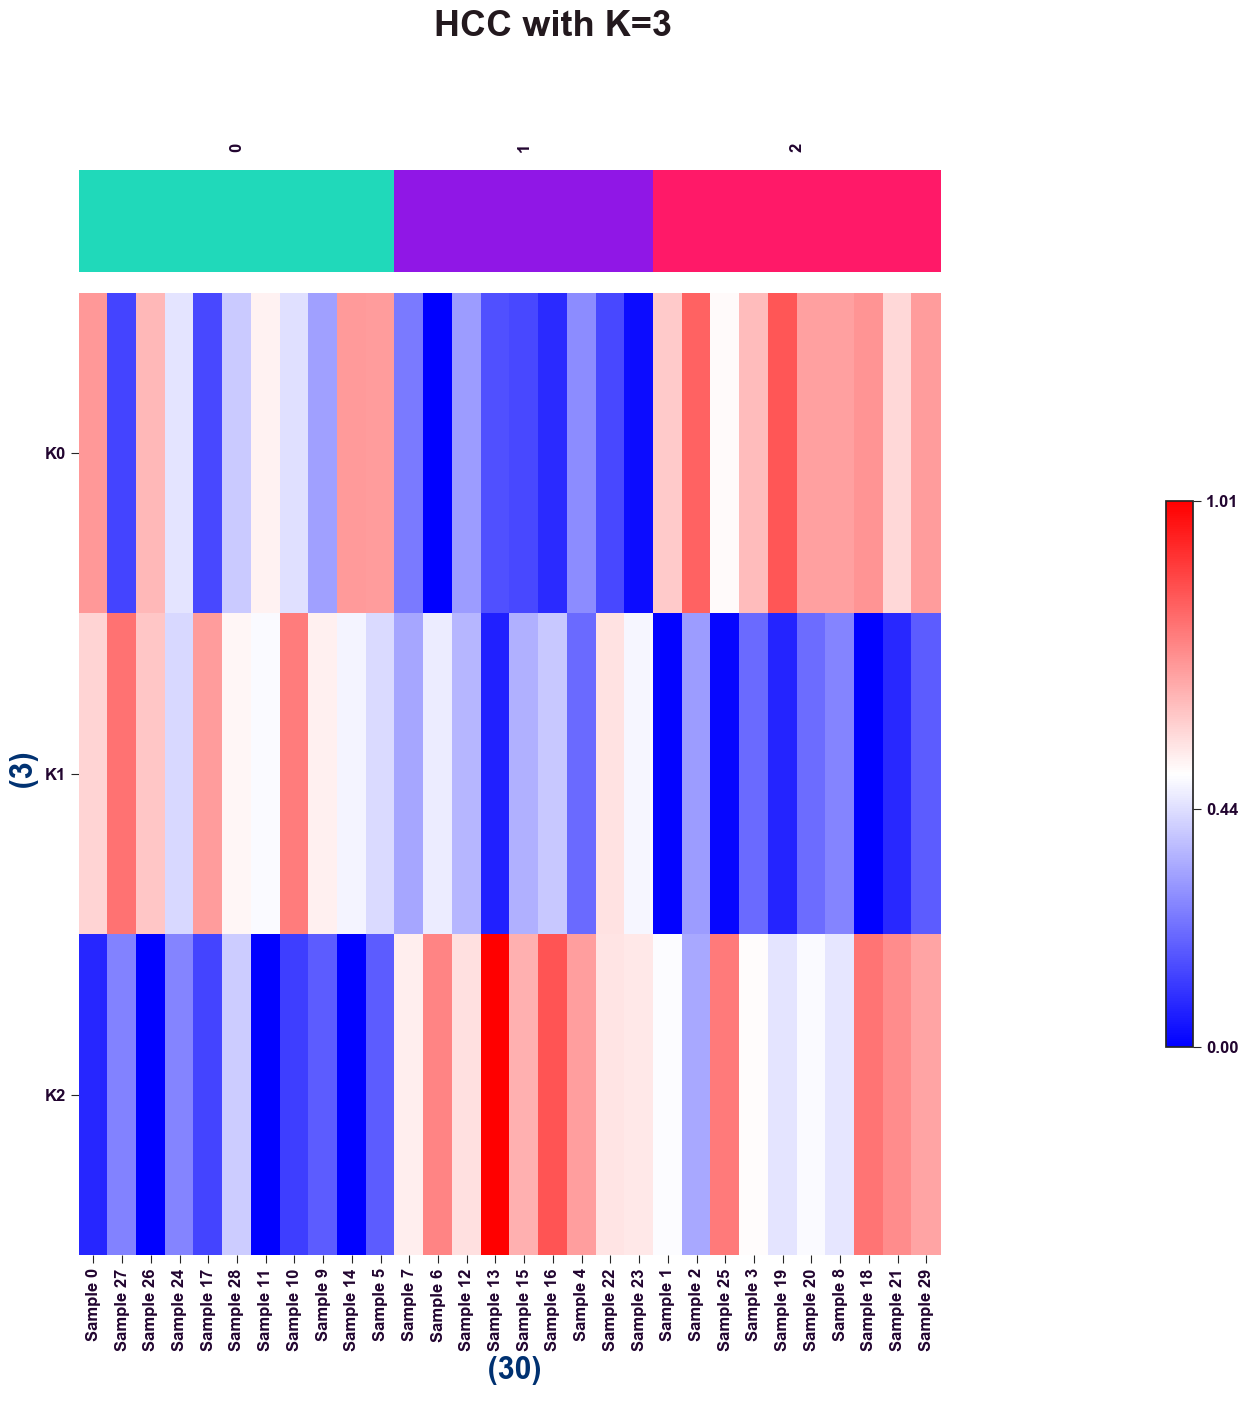 HCC with K=3
0
1
2
K0
K1
K2
(3)
1.01
0.44
0.00
Sample 0
Sample 27
Sample 26
Sample 24
Sample 17
Sample 28
Sample 11
Sample 10
Sample 9
Sample 14
Sample 5
Sample 7
Sample 6
Sample 12
Sample 13
Sample 15
Sample 16
Sample 4
Sample 22
Sample 23
Sample 1
Sample 2
Sample 25
Sample 3
Sample 19
Sample 20
Sample 8
Sample 18
Sample 21
Sample 29
(30)